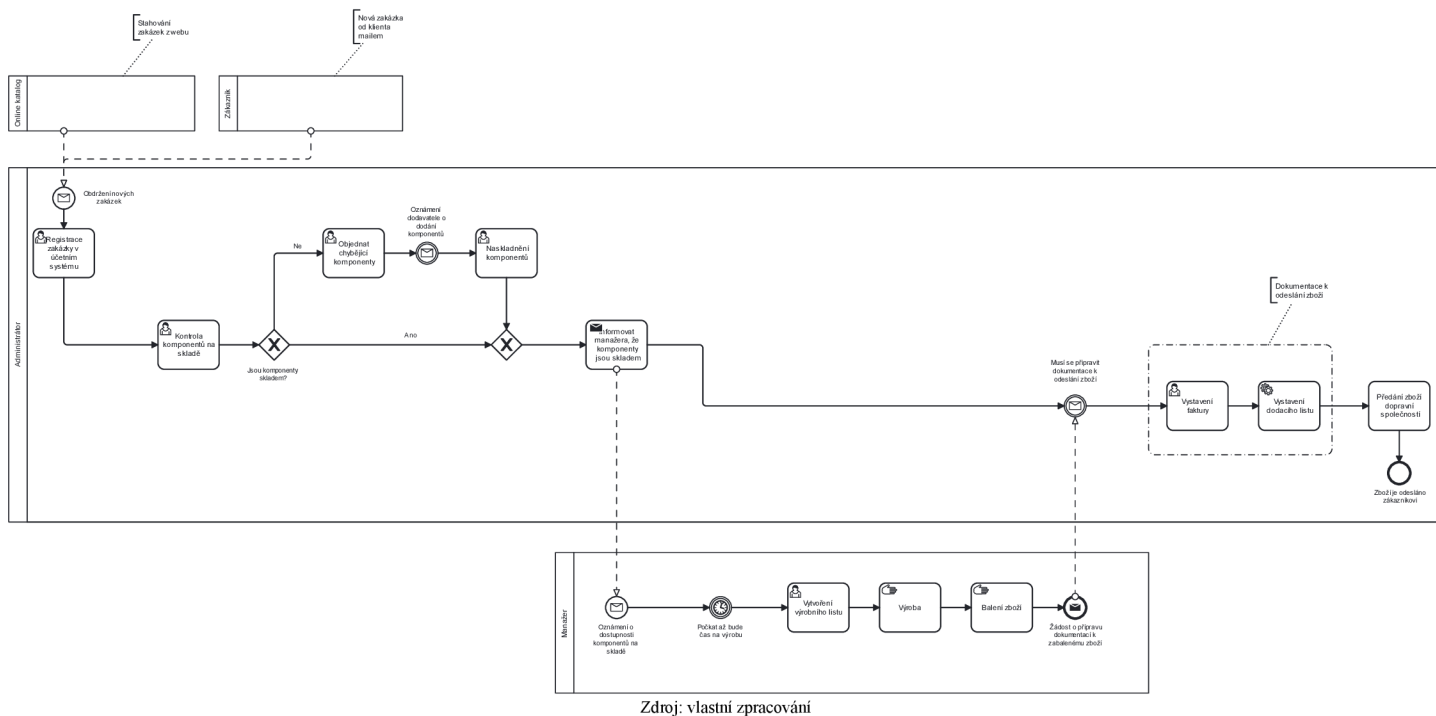 Stahování
zakázek z webu
Nová zakázka
od klienta
mailem
Online katalog
Zákazník
Administrátor
Obdržení nových
zakázek
Registrace
zakázky v
účetním
systému
Kontrola
komponentů na
skladě
Jsou komponenty
skladem?
Ne
Ano
Objednat
chybějící
komponenty
Oznámení
dodavatele o
dodání
komponentů
Naskladnění
komponentů
Informovat
manažera, že
komponenty
jsou skladem
Musí se připravit
dokumentace k
odeslání zboží
Dokumentace k
odeslání zboží
Vystavení
faktury
Vystavení
dodacího listu
Předání zboží
dopravní
společností
Zboží je odesláno
zákazníkovi
Manažer
Oznámení o
dostupnosti
komponentů na
skladě
Počkat až bude
čas na výrobu
Vytvoření
výrobního listu
Výroba
Balení zboží
Žádost o přípravu
dokumentací k
zabalenému zboží
Zdroj: vlastní zpracování